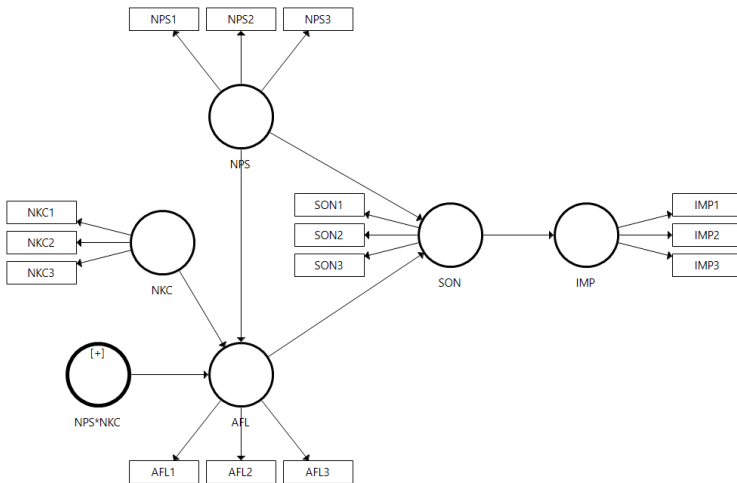 NPS1 NPS2 NPS3
NPS
NKC1
NKC2
NKC3
NKC
SON1
SON2
SON3
SON
IMP
IMP1
IMP2
IMP3
[+]
NPS*NKC
AFL
AFL1 AFL2 AFL3